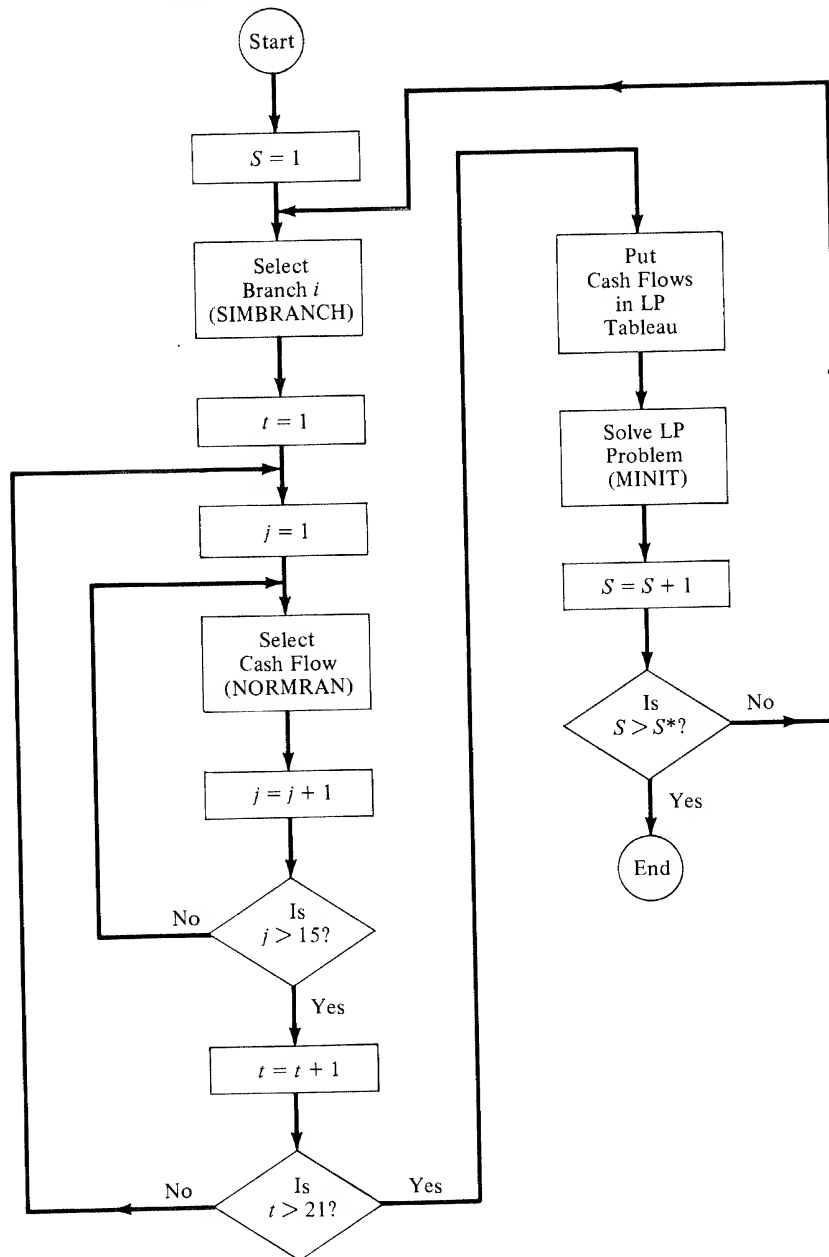 Start
S = 1
Select
Branch i
(SIMBRANCH)
t = 1
j = 1
Select
Cash Flow
(NORMRAN)
j = j + 1
Is
j > 15?
No
Yes
t = t + 1
Is
t > 21?
No
Yes
Put
Cash Flows
in LP
Tableau
Solve LP
Problem
(MINIT)
S = S + 1
Is
S > S*?
No
Yes
End